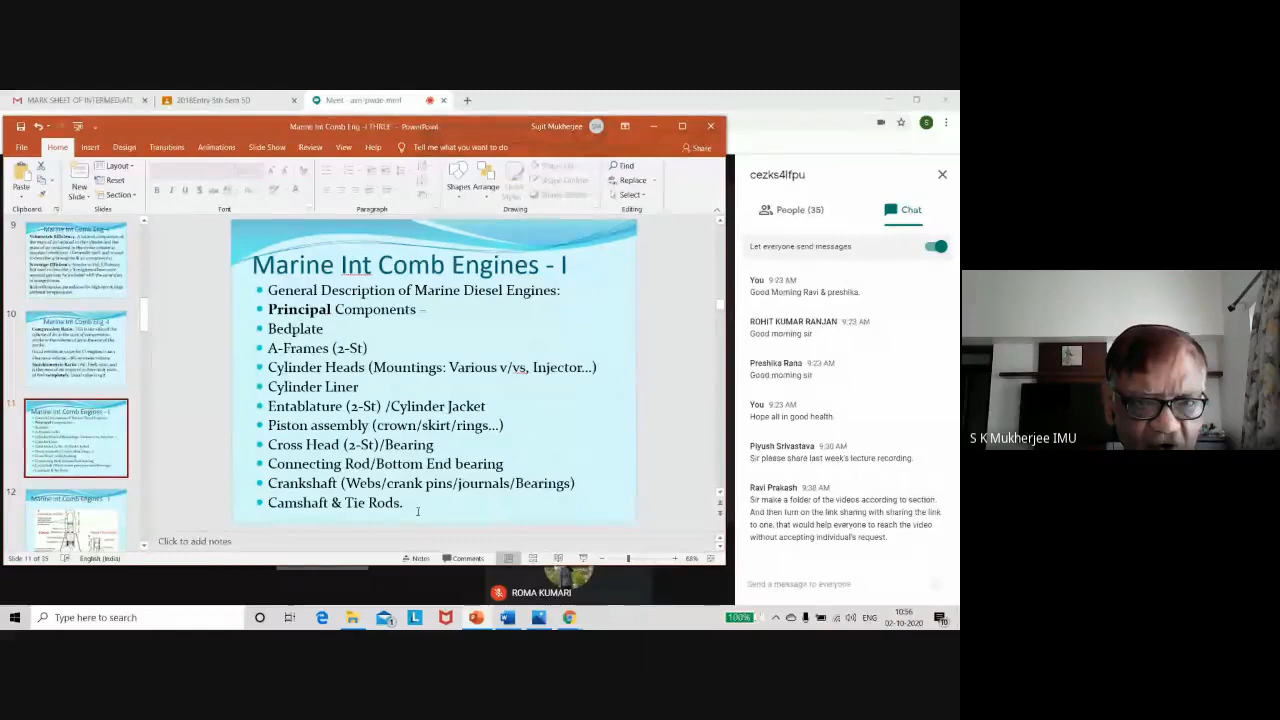 MARK SHEET OF INTERMEDIATE
2018Entry 5th Sem SD
Marine Int Comb Eng -I THREE - PowerPoint
Sujit Mukherjee
SM
S
File Home Insert Design Transitions Animations Slide Show Review View Help Tell me what you want to do
Share
Paste
New
Slide
Layout
Reset
Section
Shapes Arrange
Find
Replace
Select
Clipboard Slides Font Paragraph Drawing Editing
9
10
11
12
Marine Int Comb Engines - I
General Description of Marine Diesel Engines:
Principal Components –
Bedplate
A-Frames (2-St)
Cylinder Heads (Mountings: Various v/vs, Injector...)
Cylinder Liner
Entablature (2-St) /Cylinder Jacket
Piston assembly (crown/skirt/rings...)
Cross Head (2-St)/Bearing
Connecting Rod/Bottom End bearing
Crankshaft (Webs/crank pins/journals/Bearings)
Camshaft & Tie Rods.
Click to add notes
Slide 11 of 35 English (India) Notes Comments 68%
ROMA KUMARI
cezks4lfpu
People (35) Chat
Let everyone send messages
You 9:23 AM
Good Morning Ravi & preshika.
ROHIT KUMAR RANJAN 9:23 AM
Good morning sir
Preshika Rana 9:23 AM
Good morning sir
You 9:23 AM
Hope all in good health.
Piyush Srivastava 9:30 AM
Sir please share last week's lecture recording.
Ravi Prakash 9:38 AM
Sir make a folder of the videos according to section.
And then turn on the link sharing with sharing the link
to one, that would help everyone to reach the video
without accepting individual's request.
Send a message to everyone
S K Mukherjee IMU
Type here to search
100%
ENG
10:56
02-10-2020